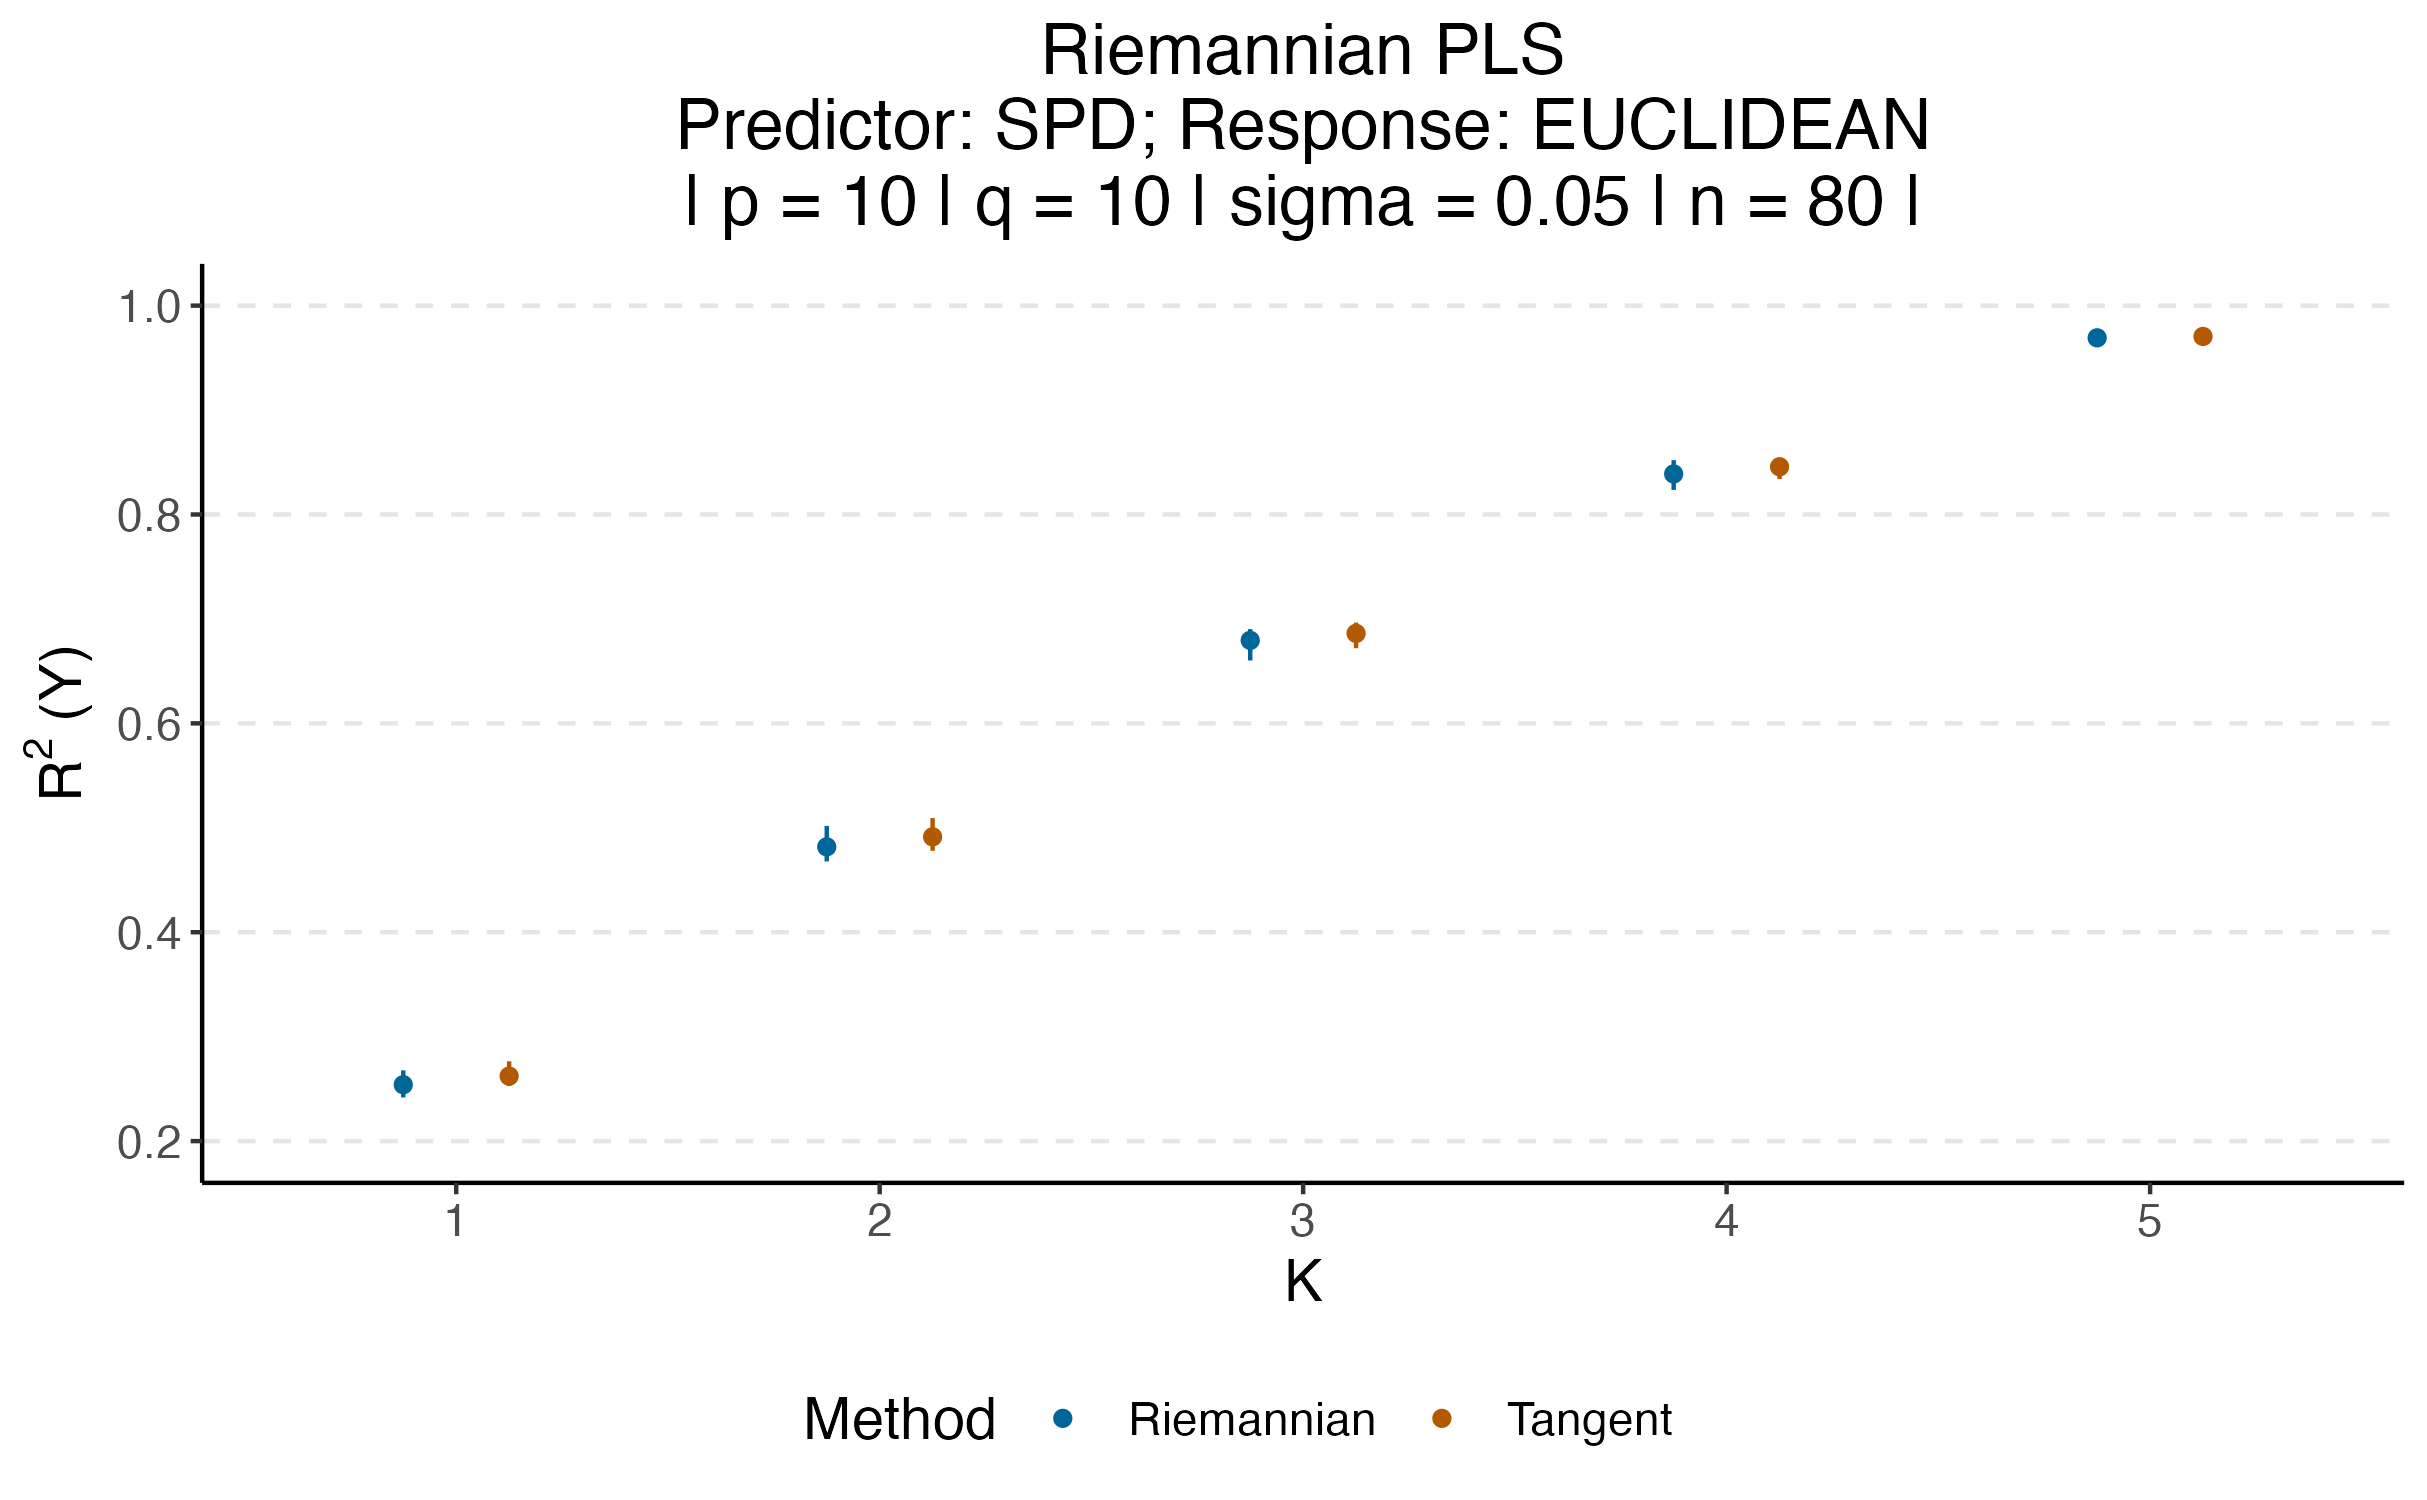 Riemannian PLS
Predictor: SPD; Response: EUCLIDEAN
| p = 10 | q = 10 | sigma = 0.05 | n = 80 |
R² (Y)
1.0
0.8
0.6
0.4
0.2
1 2 3 4 5
K
Method Riemannian Tangent